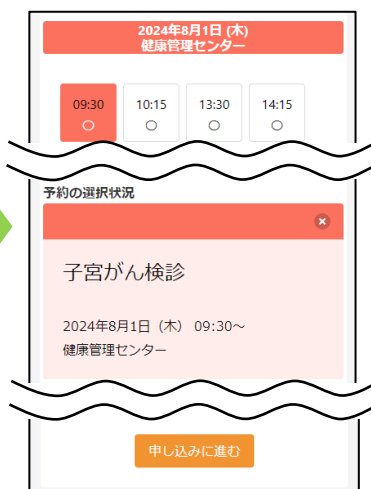 2024年8月1日 (木)
健康管理センター
09:30 10:15 13:30 14:15
○ ○ ○ ○
予約の選択状況
×
子宮がん検診
2024年8月1日（木） 09:30～
健康管理センター
申し込みに進む